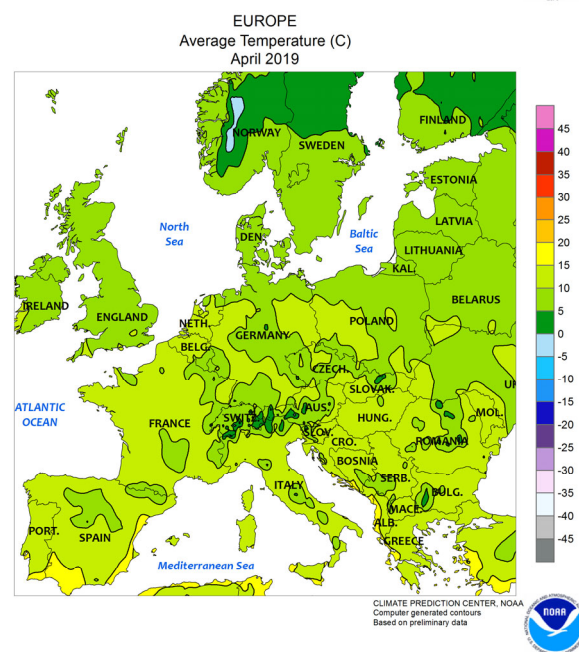 EUROPE
Average Temperature (C)
April 2019
NORWAY
FINLAND
SWEDEN
ESTONIA
North
Sea
Baltic
Sea
DEN.
LATVIA
LITHUANIA
KAL.
IRELAND
ENGLAND
NETH.
BELG.
GERMANY
POLAND
BELARUS
CZECH.
SLOVAK.
UK
ATLANTIC
OCEAN
FRANCE
SWITZ.
AUS.
HUNG.
MOL.
SLOV.
CRO.
ROMANIA
BOSNIA
ITALY
SERB.
BULG.
MACE.
ALB.
GREECE
PORT.
SPAIN
Mediterranean Sea
45
40
35
30
25
20
15
10
5
0
-5
-10
-15
-20
-25
-30
-35
-40
-45
CLIMATE PREDICTION CENTER, NOAA
Computer generated contours
Based on preliminary data
NOAA